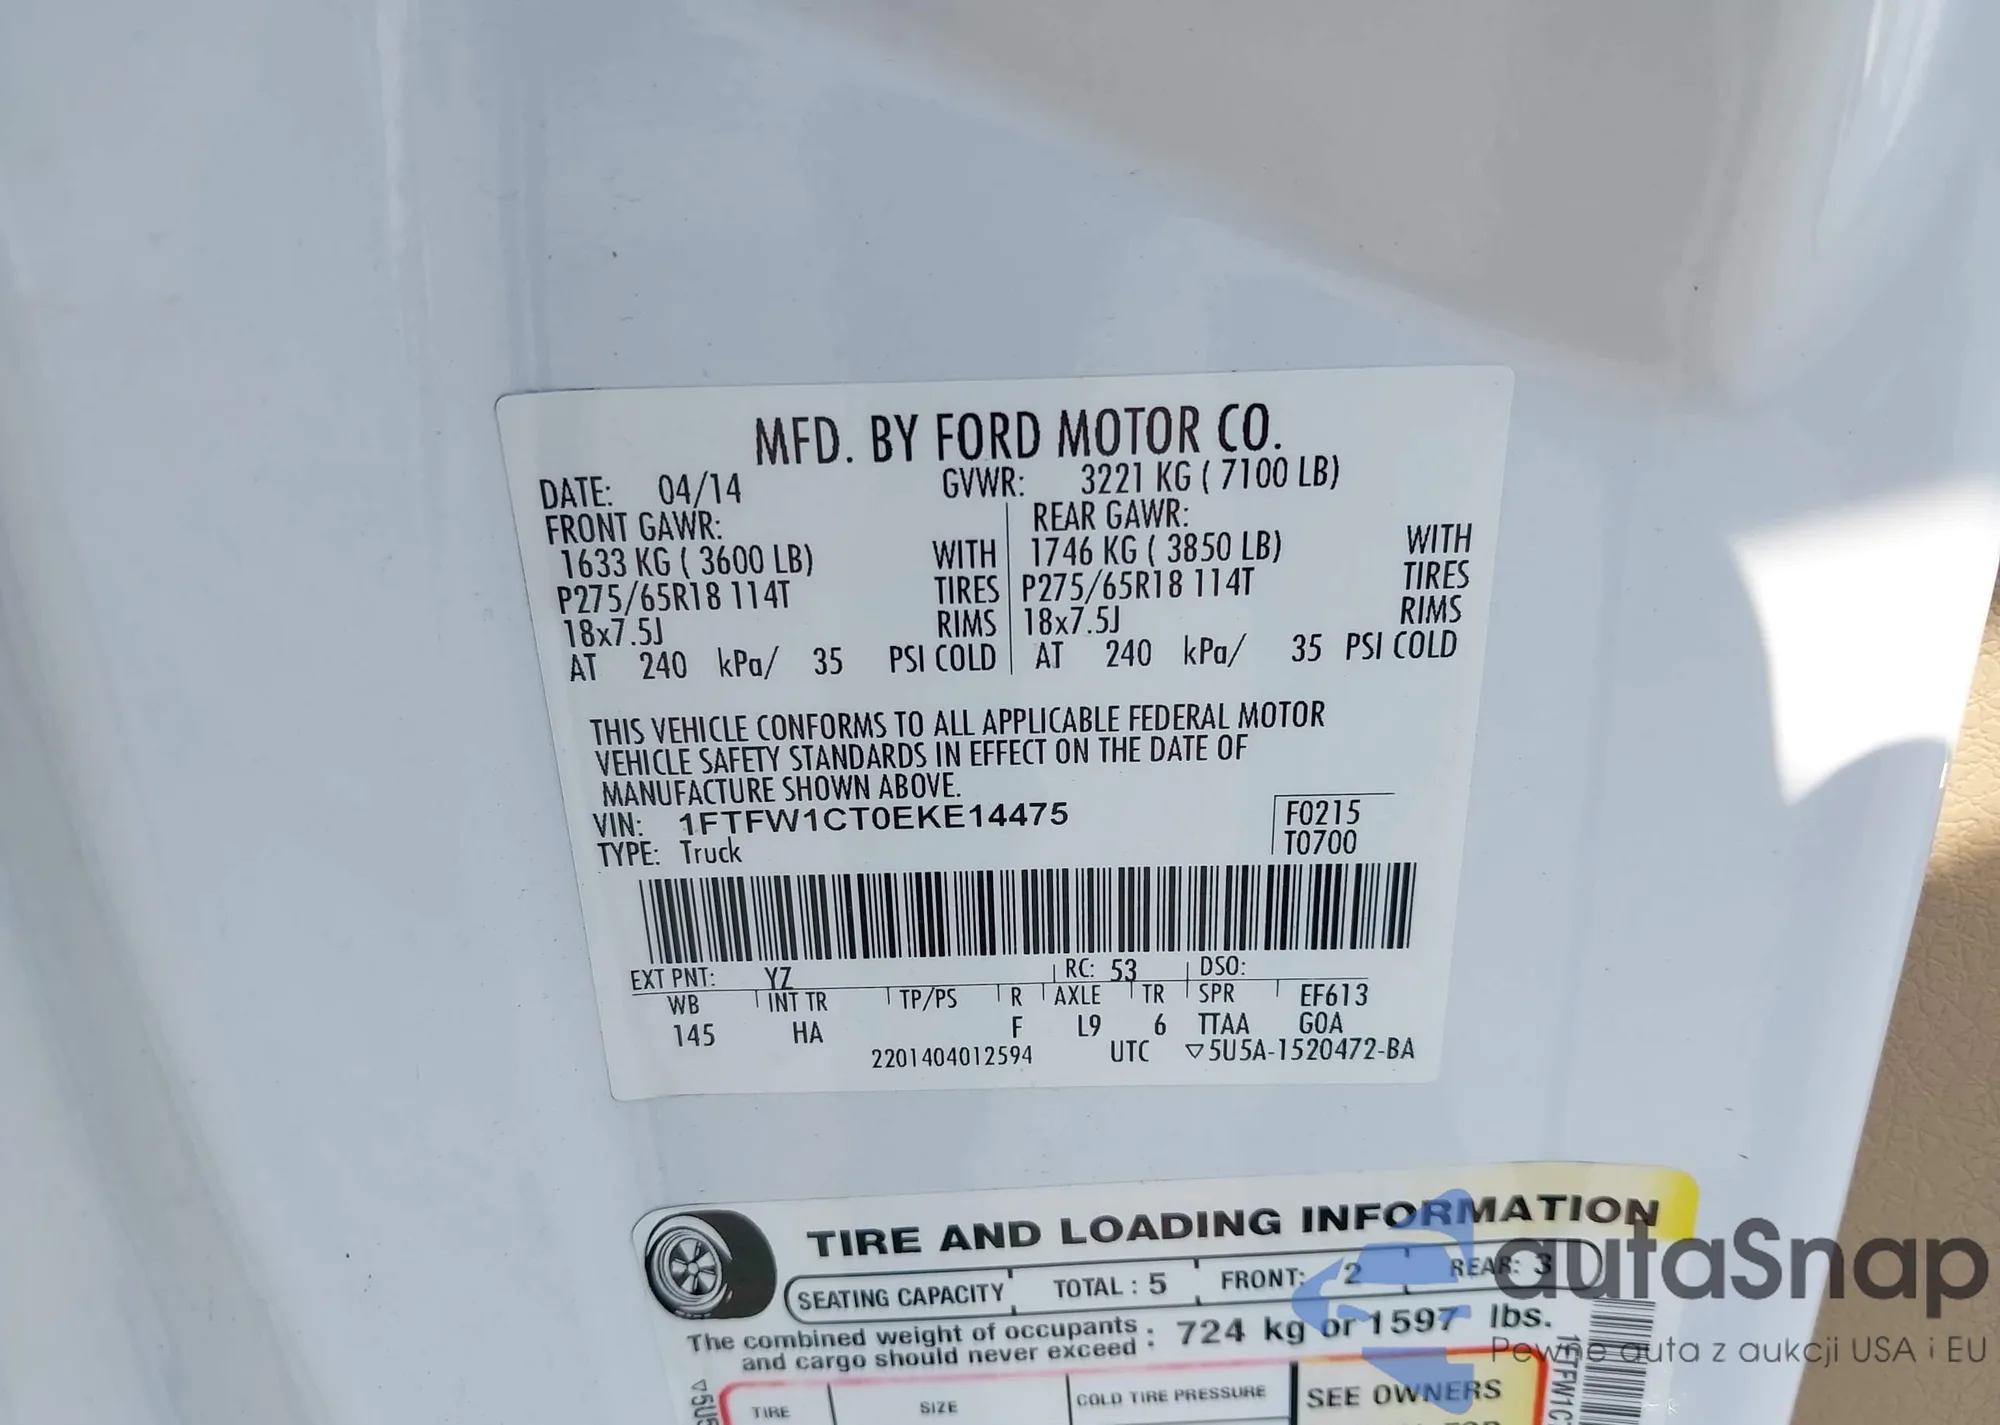 MFD. BY FORD MOTOR CO.
DATE: 04/14 GVWR: 3221 KG ( 7100 LB)
FRONT GAWR: REAR GAWR:
1633 KG ( 3600 LB) WITH 1746 KG ( 3850 LB) WITH
P275/65R18 114T TIRES P275/65R18 114T TIRES
18x7.5J RIMS 18x7.5J RIMS
AT 240 kPa/ 35 PSI COLD AT 240 kPa/ 35 PSI COLD
THIS VEHICLE CONFORMS TO ALL APPLICABLE FEDERAL MOTOR
VEHICLE SAFETY STANDARDS IN EFFECT ON THE DATE OF
MANUFACTURE SHOWN ABOVE.
VIN: 1FTFW1CT0EKE14475 F0215
TYPE: Truck T0700
EXT PNT: YZ RC: 53 DSO:
WB INT TR TP/PS R AXLE TR SPR EF613
145 HA F L9 6 TTAA GOA
2201404012594 UTC ▽5U5A-1520472-BA
TIRE AND LOADING INFORMATION
SEATING CAPACITY TOTAL : 5 FRONT: 2 REAR: 3
The combined weight of occupants
and cargo should never exceed : 724 kg or 1597 lbs.
TIRE SIZE COLD TIRE PRESSURE SEE OWNERS
autaSnap
Pewne auta z aukcji USA i EU